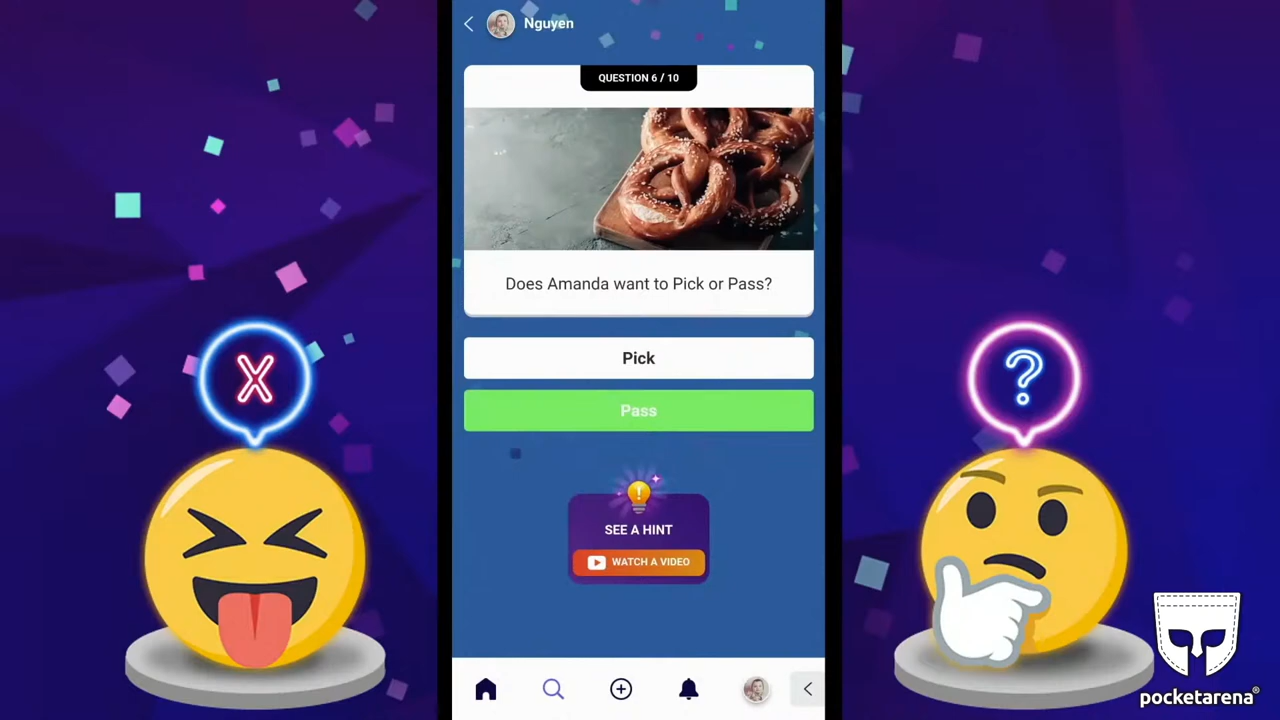 Nguyen
QUESTION 6 / 10
Does Amanda want to Pick or Pass?
Pick
Pass
X
?
SEE A HINT
WATCH A VIDEO
pocketarena®